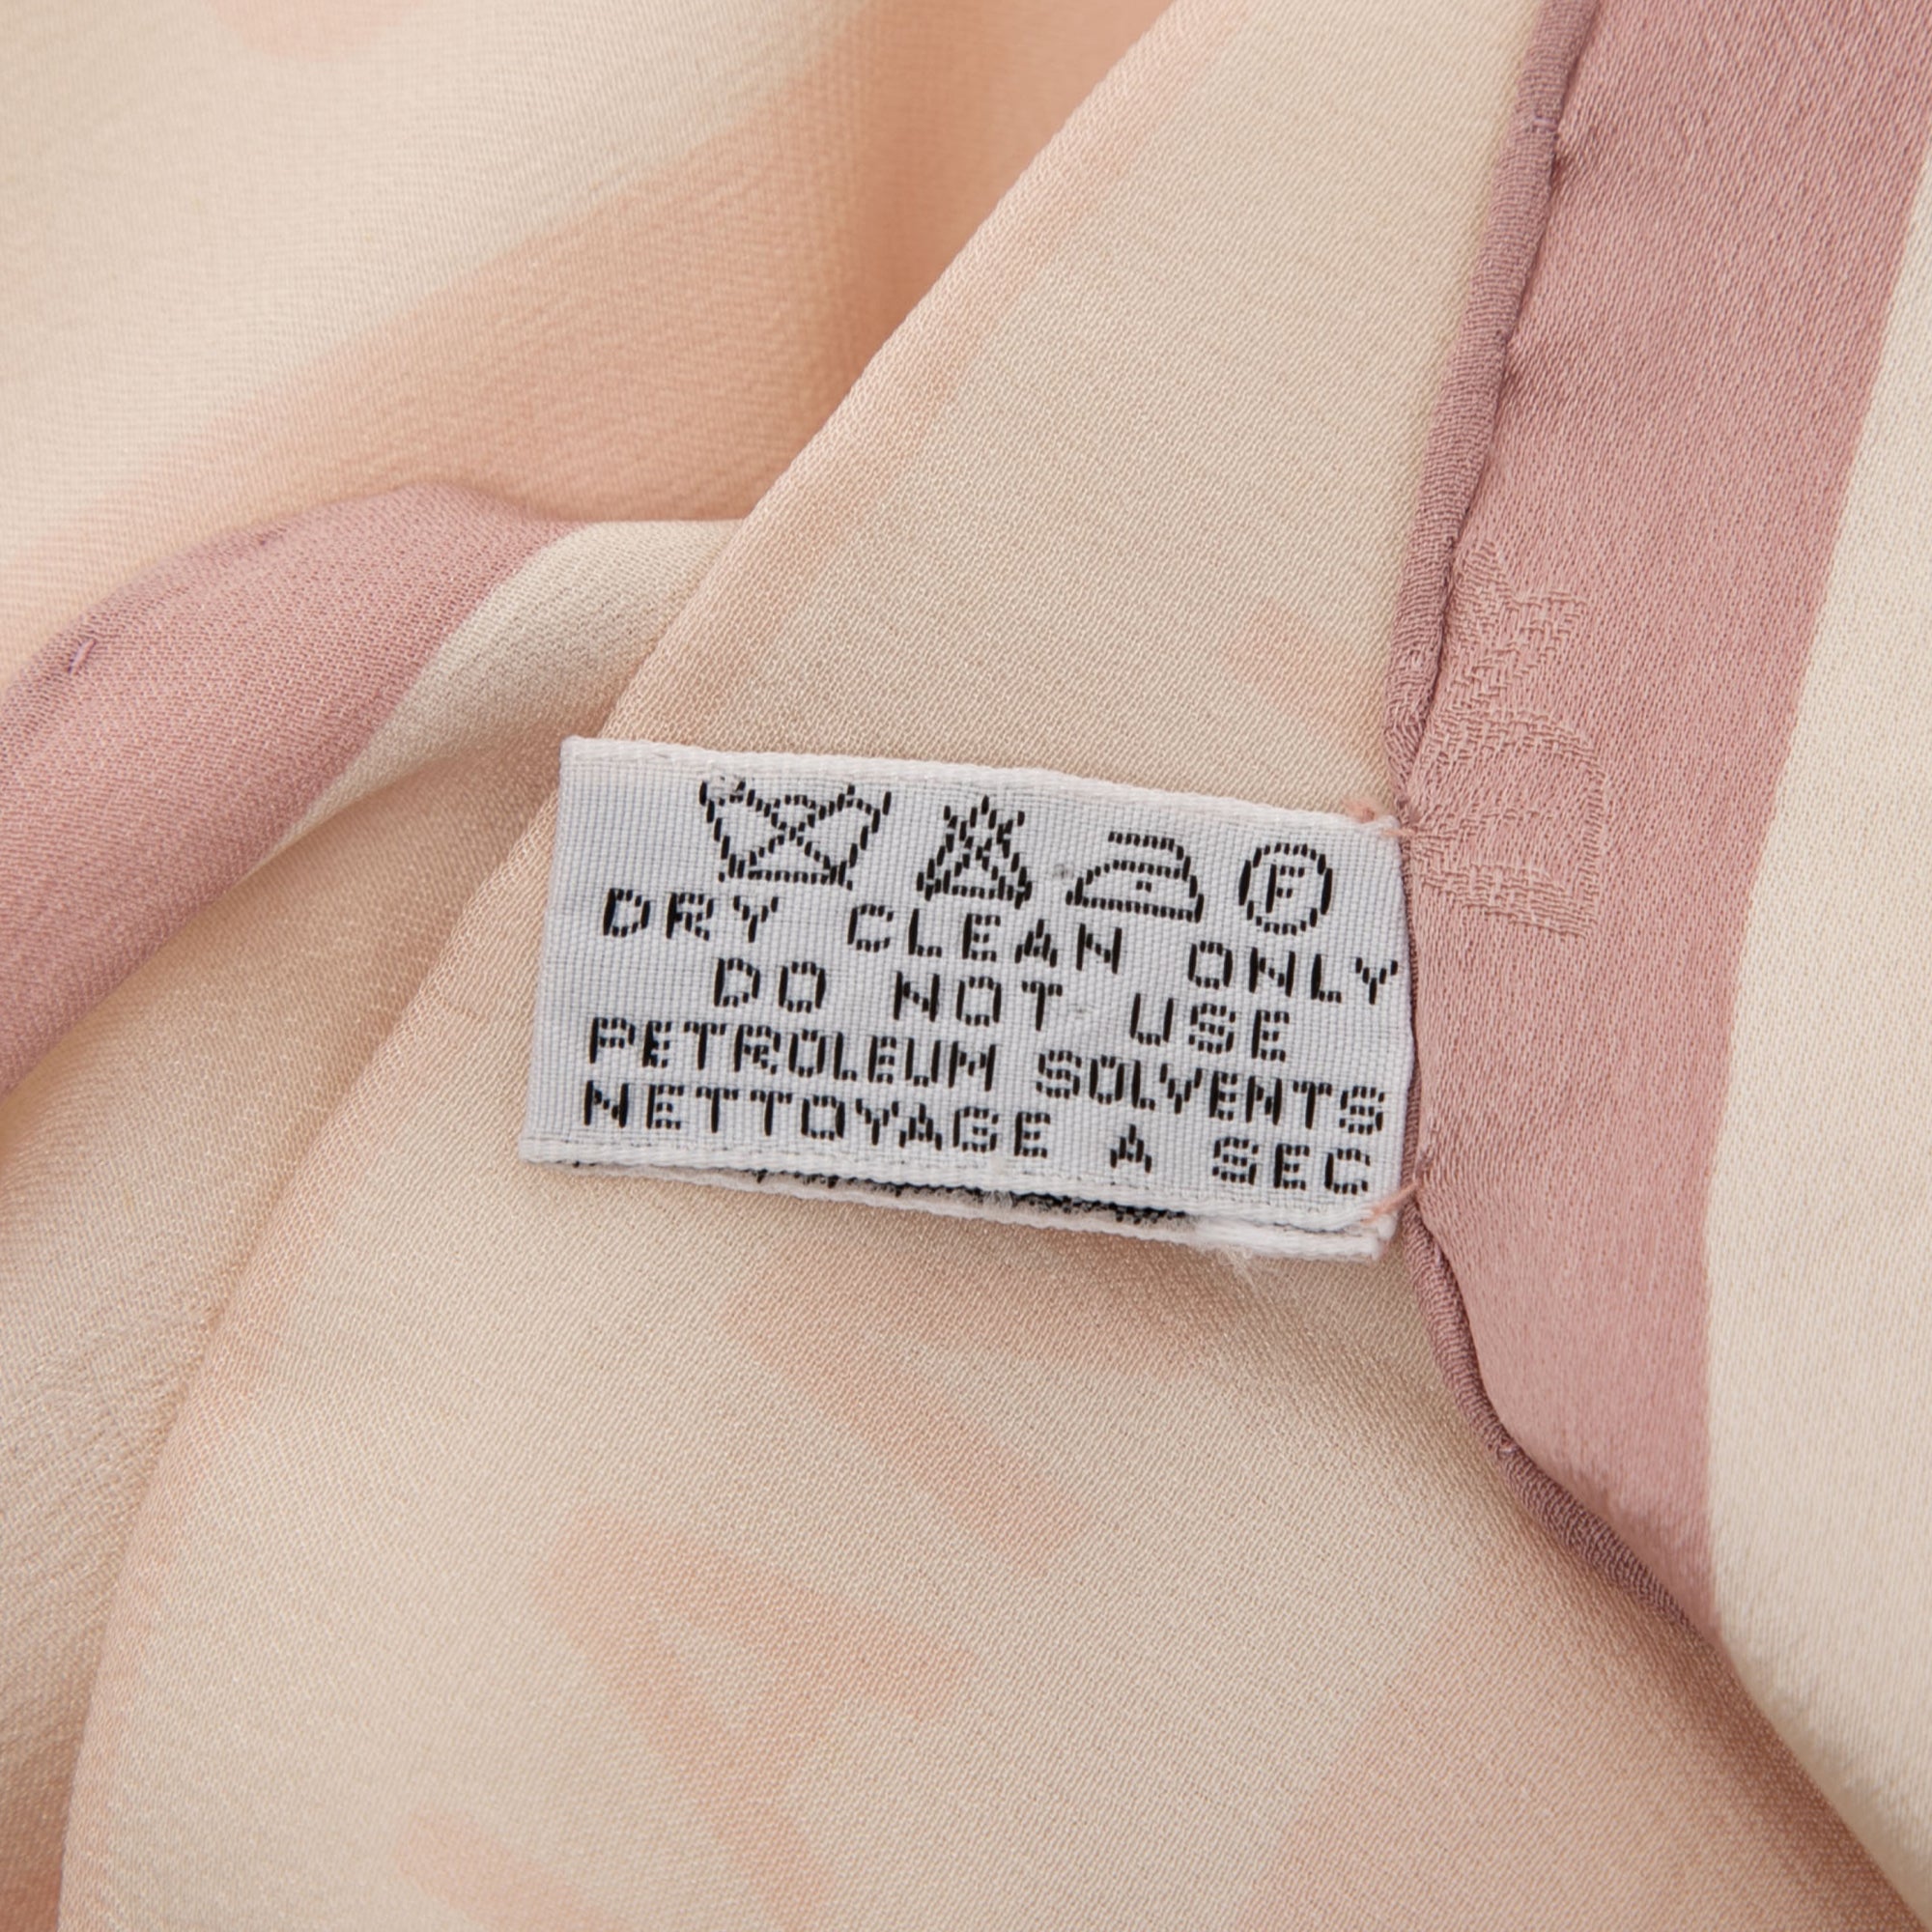 F
DRY CLEAN ONLY
DO NOT USE
PETROLEUM SOLVENTS
NETTOYAGE A SEC